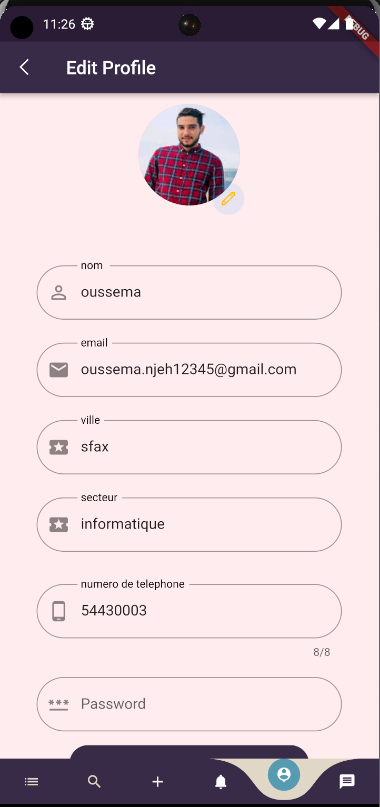 11:26
BUG
Edit Profile
nom
oussema
email
oussema.njeh12345@gmail.com
ville
sfax
secteur
informatique
numero de telephone
54430003
8/8
Password